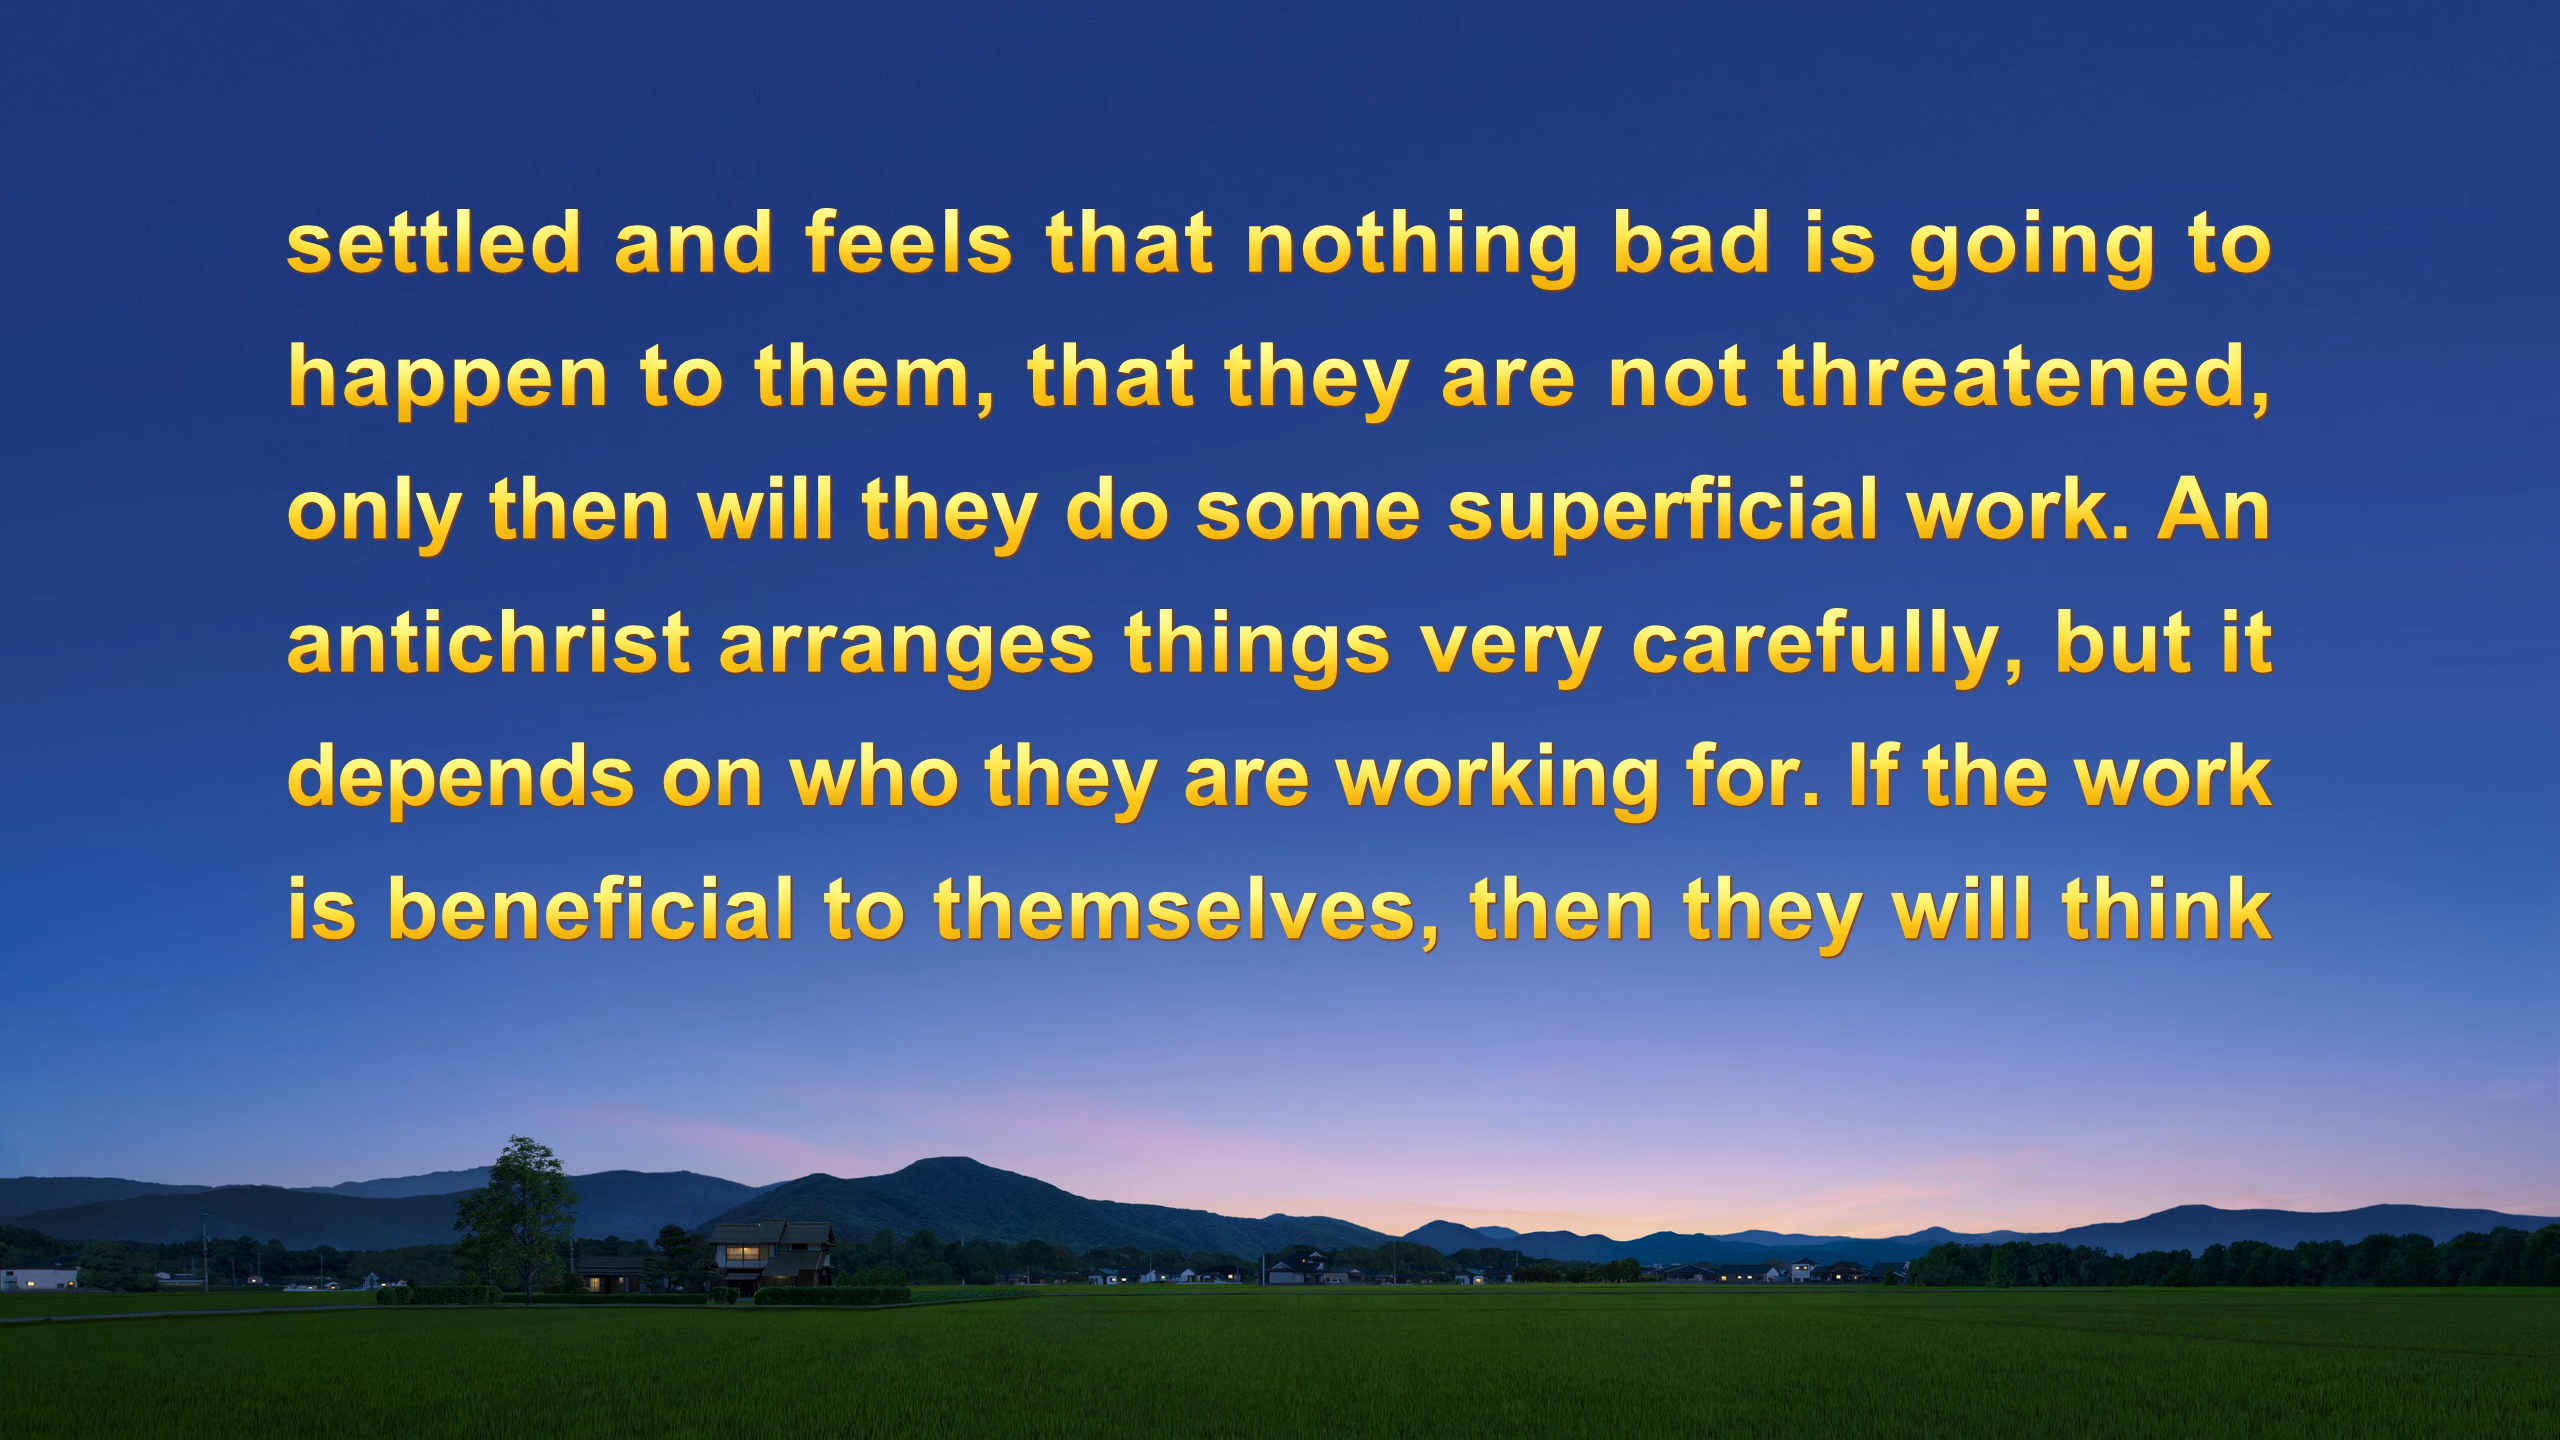 settled and feels that nothing bad is going to
happen to them, that they are not threatened,
only then will they do some superficial work. An
antichrist arranges things very carefully, but it
depends on who they are working for. If the work
is beneficial to themselves, then they will think